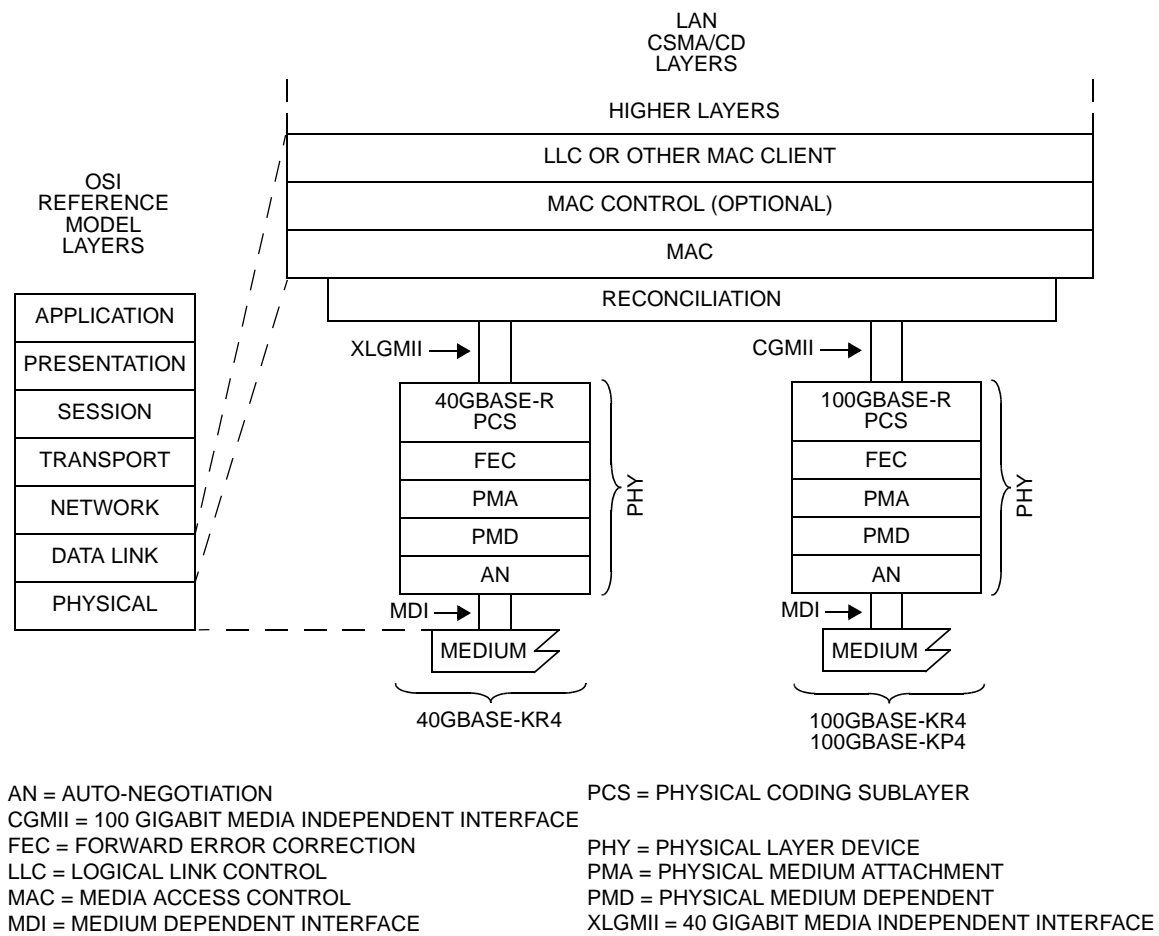 LAN
CSMA/CD
LAYERS
HIGHER LAYERS
LLC OR OTHER MAC CLIENT
MAC CONTROL (OPTIONAL)
MAC
RECONCILIATION
OSI
REFERENCE
MODEL
LAYERS
APPLICATION
PRESENTATION
SESSION
TRANSPORT
NETWORK
DATA LINK
PHYSICAL
XLGMII
40GBASE-R
PCS
FEC
PMA
PMD
AN
PHY
MDI
MEDIUM
40GBASE-KR4
CGMII
100GBASE-R
PCS
FEC
PMA
PMD
AN
PHY
MDI
MEDIUM
100GBASE-KR4
100GBASE-KP4
AN = AUTO-NEGOTIATION
CGMII = 100 GIGABIT MEDIA INDEPENDENT INTERFACE
FEC = FORWARD ERROR CORRECTION
LLC = LOGICAL LINK CONTROL
MAC = MEDIA ACCESS CONTROL
MDI = MEDIUM DEPENDENT INTERFACE
PCS = PHYSICAL CODING SUBLAYER
PHY = PHYSICAL LAYER DEVICE
PMA = PHYSICAL MEDIUM ATTACHMENT
PMD = PHYSICAL MEDIUM DEPENDENT
XLGMII = 40 GIGABIT MEDIA INDEPENDENT INTERFACE